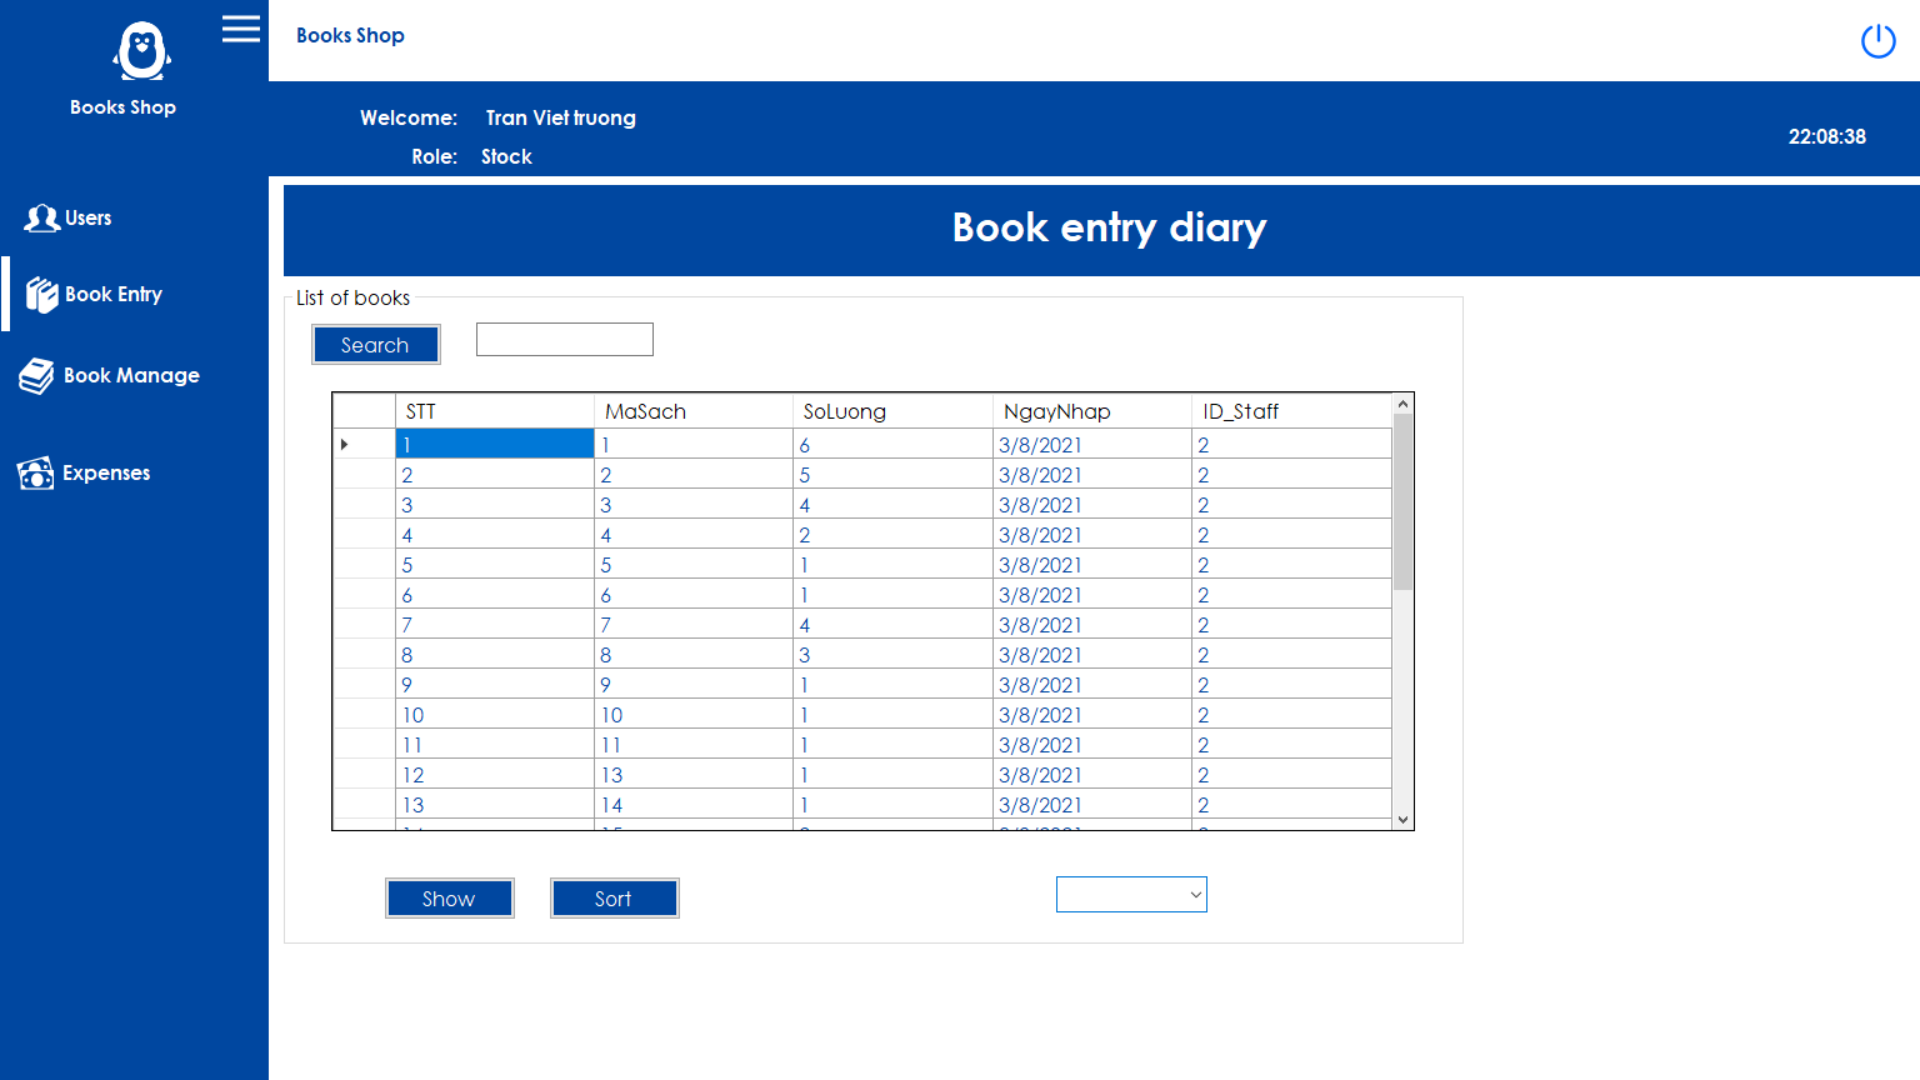 Books Shop
Books Shop
Welcome: Tran Viet truong
Role: Stock
22:08:38
Users
Book Entry
Book Manage
Expenses
Book entry diary
List of books
Search
STT MaSach SoLuong NgayNhap ID_Staff
1 1 6 3/8/2021 2
2 2 5 3/8/2021 2
3 3 4 3/8/2021 2
4 4 2 3/8/2021 2
5 5 1 3/8/2021 2
6 6 1 3/8/2021 2
7 7 4 3/8/2021 2
8 8 3 3/8/2021 2
9 9 1 3/8/2021 2
10 10 1 3/8/2021 2
11 11 1 3/8/2021 2
12 13 1 3/8/2021 2
13 14 1 3/8/2021 2
Show
Sort